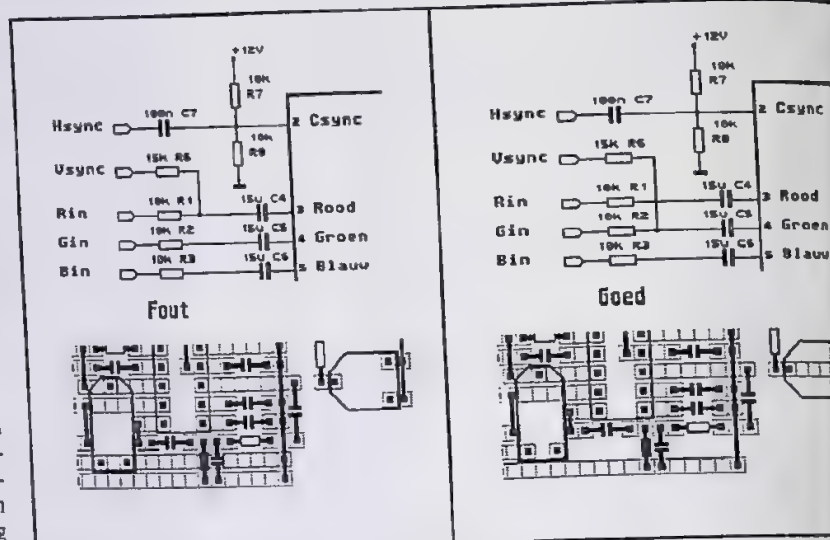 +12V
10K
R7
100n C7
Hsync
2 Csync
10K
R9
15K R6
Vsync
10K R1
15u C4
Rin
3 Rood
10K R2
15u C5
Gin
4 Groen
10K R3
15u C6
Bin
5 Blauw
Fout
+12V
10K
R7
100n C7
Hsync
2 Csync
10K
R8
15K R6
Vsync
10K R1
15u C4
Rin
3 Rood
10K R2
15u C5
Gin
4 Groen
10K R3
15u C6
Bin
5 Blauw
Goed